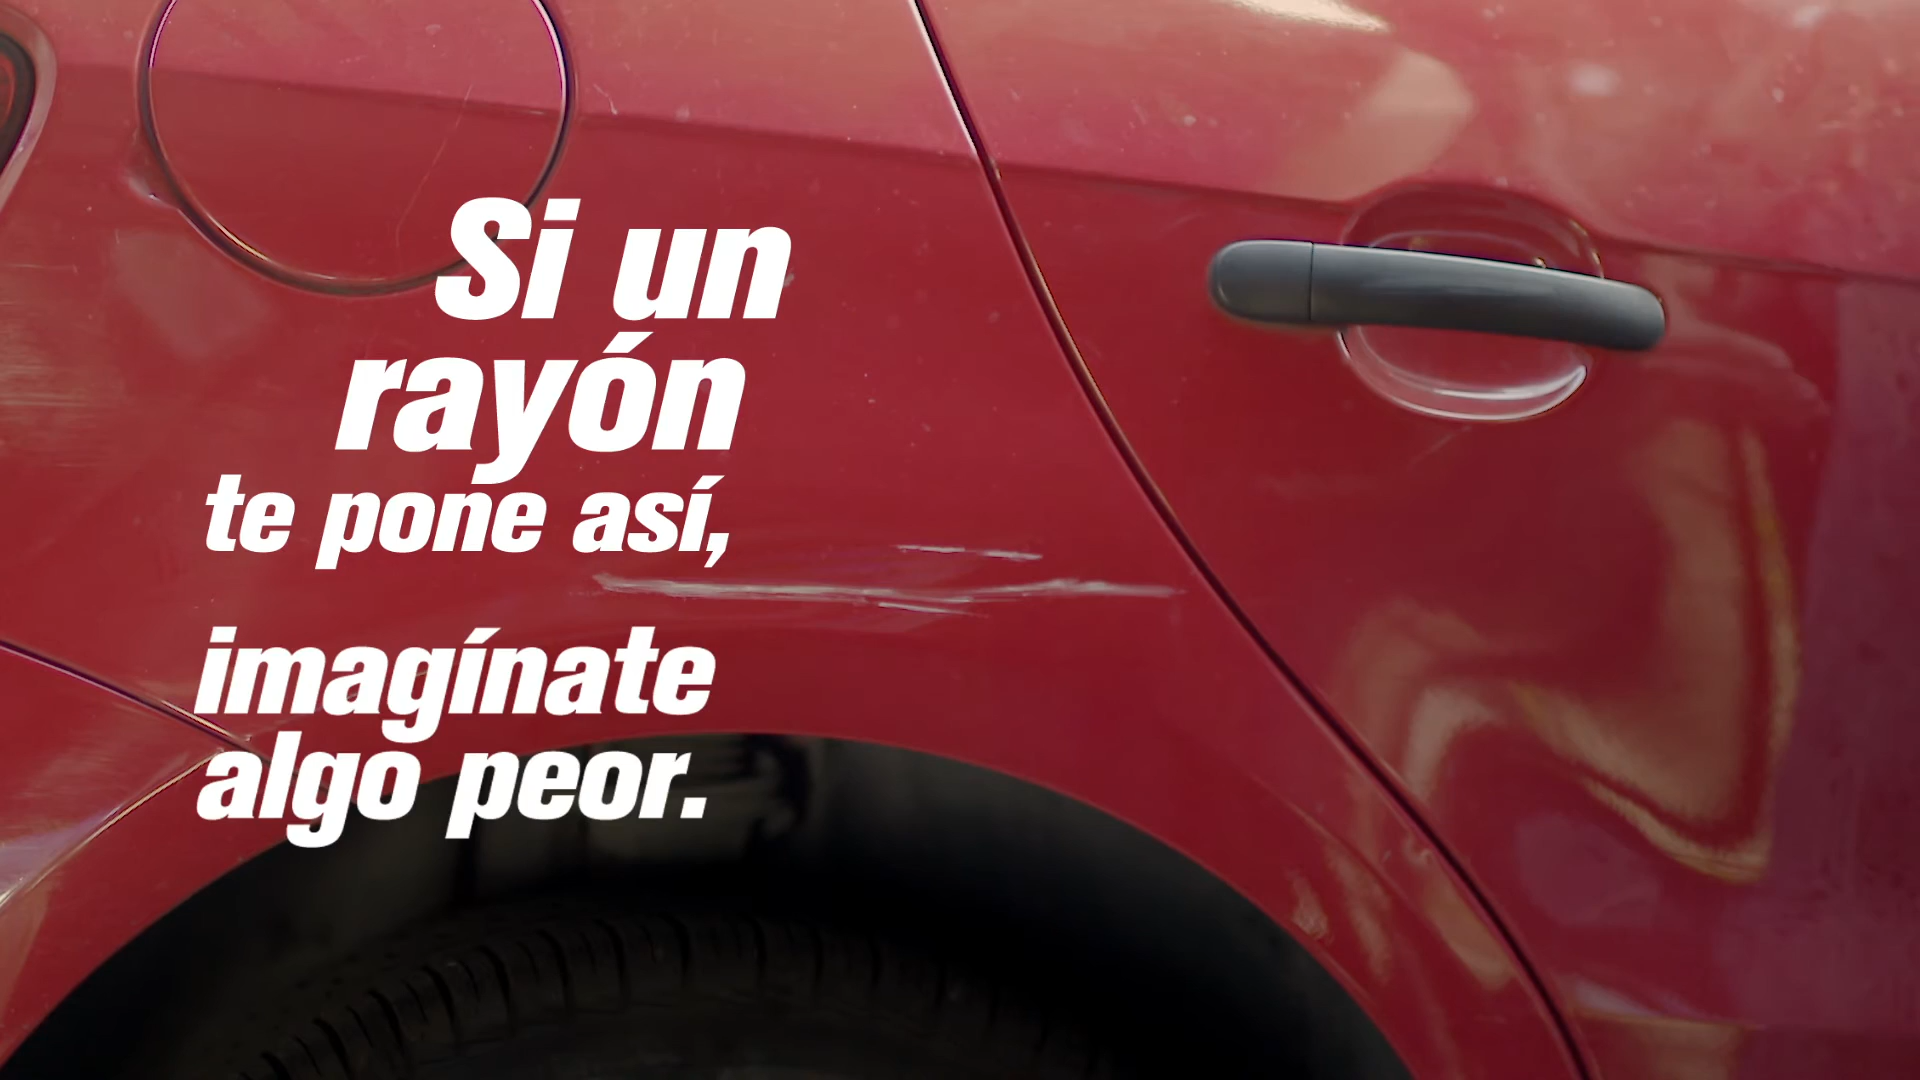 Si un
rayón
te pone así,
imagínate
algo peor.